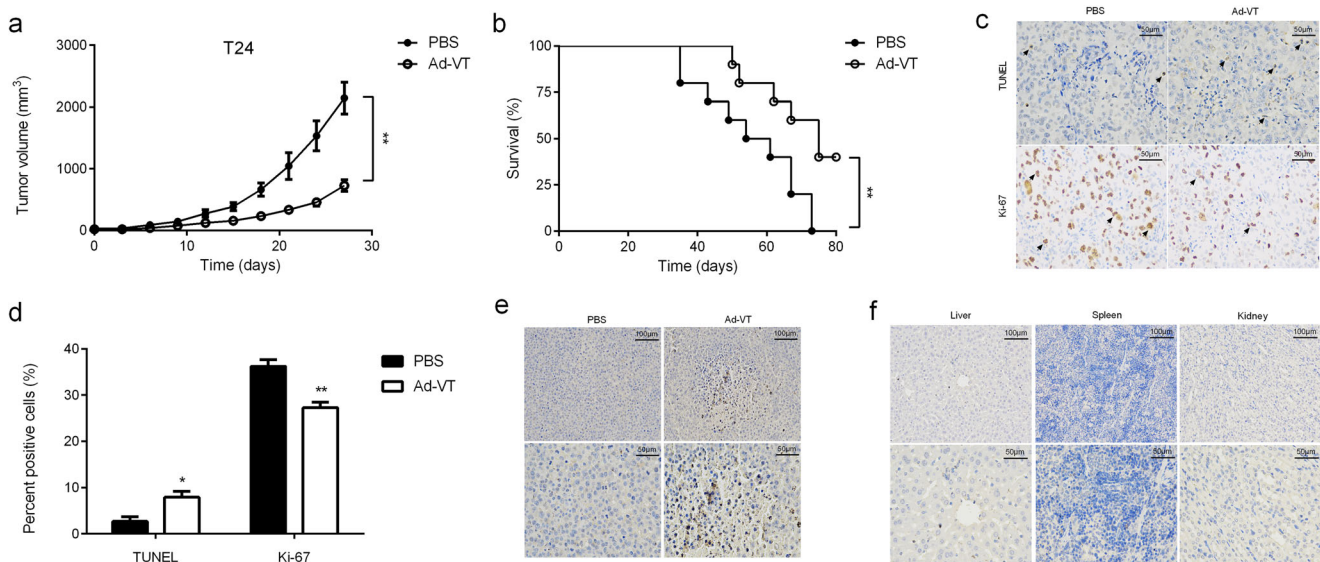 a
T24
3000
2000
1000
0
Tumor volume (mm3)
0 10 20 30
Time (days)
PBS
Ad-VT
**
b
100
75
50
25
0
Survival (%)
0 20 40 60 80
Time (days)
PBS
Ad-VT
**
c
PBS Ad-VT
TUNEL
50μm 50μm
Ki-67
50μm 50μm
d
40
30
20
10
0
Percent positive cells (%)
* **
TUNEL Ki-67
PBS
Ad-VT
e
PBS Ad-VT
100μm 100μm
50μm 50μm
f
Liver Spleen Kidney
100μm 100μm 100μm
50μm 50μm 50μm